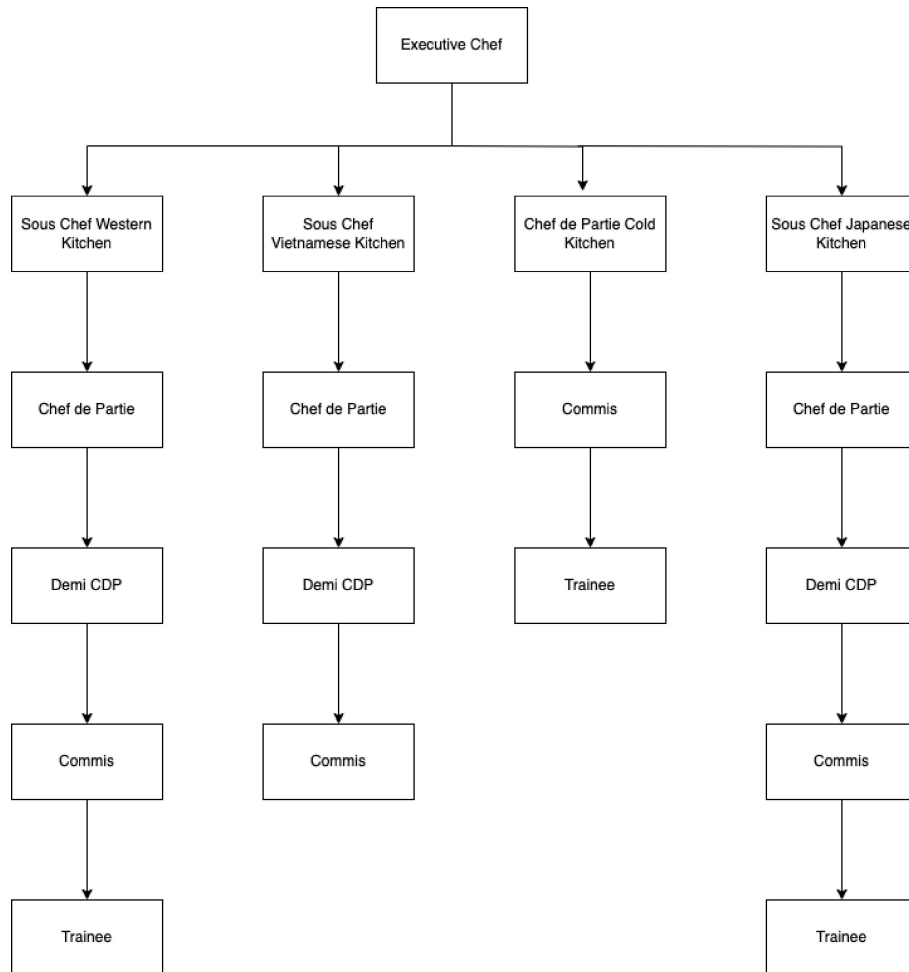 Executive Chef
Sous Chef Western
Kitchen
Sous Chef
Vietnamese Kitchen
Chef de Partie Cold
Kitchen
Sous Chef Japanese
Kitchen
Chef de Partie
Chef de Partie
Commis
Chef de Partie
Demi CDP
Demi CDP
Trainee
Demi CDP
Commis
Commis
Commis
Trainee
Trainee